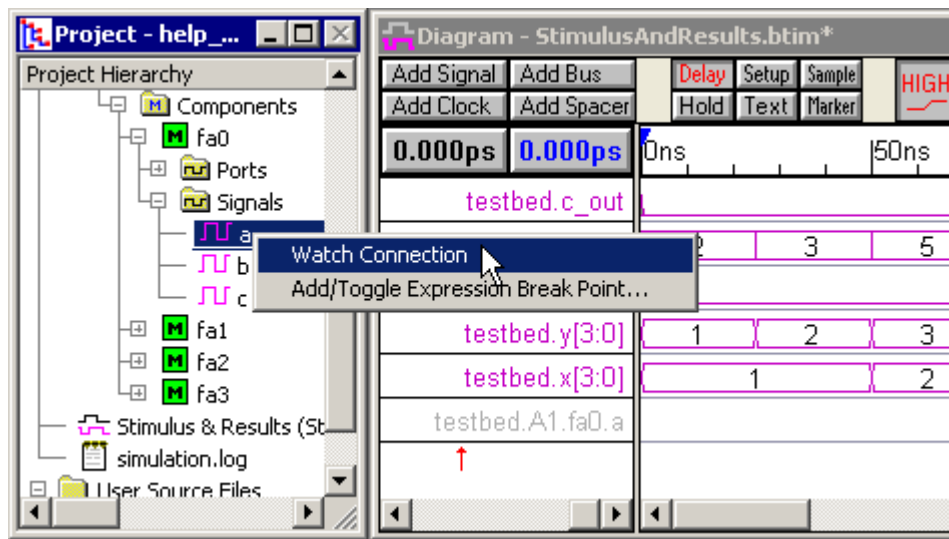 Project - help_...
Project Hierarchy
Components
fa0
Ports
Signals
a
b
c
fa1
fa2
fa3
Stimulus & Results (St
simulation.log
User Source Files
Watch Connection
Add/Toggle Expression Break Point...
Diagram - StimulusAndResults.btim*
Add Signal Add Bus Delay Setup Sample HIGH
Add Clock Add Spacer Hold Text Marker
0.000ps 0.000ps 0ns 50ns
testbed.c_out
3 5
testbed.y[3:0] 1 2 3
testbed.x[3:0] 1 2
testbed.A1.fa0.a